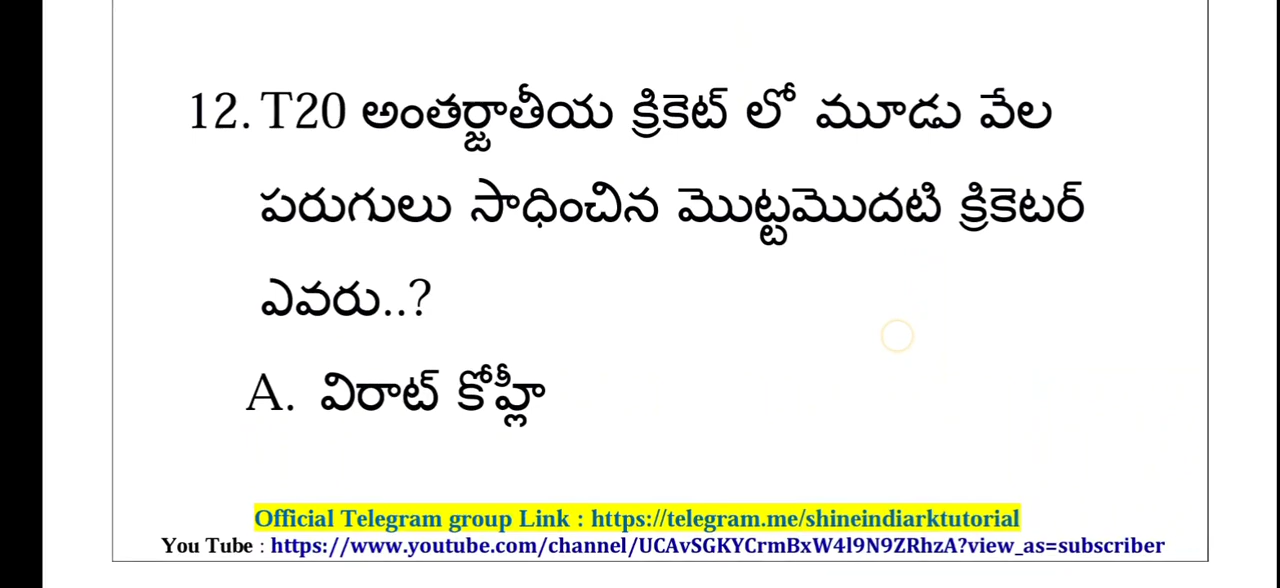 12. T20 అంతర్జాతీయ క్రికెట్ లో మూడు వేల
పరుగులు సాధించిన మొట్టమొదటి క్రికెటర్
ఎవరు..?
A. విరాట్ కోహ్లీ
Official Telegram group Link : https://telegram.me/shineindiarktutorial
You Tube : https://www.youtube.com/channel/UCAvSGKYCrmBxW4l9N9ZRhzA?view_as=subscriber